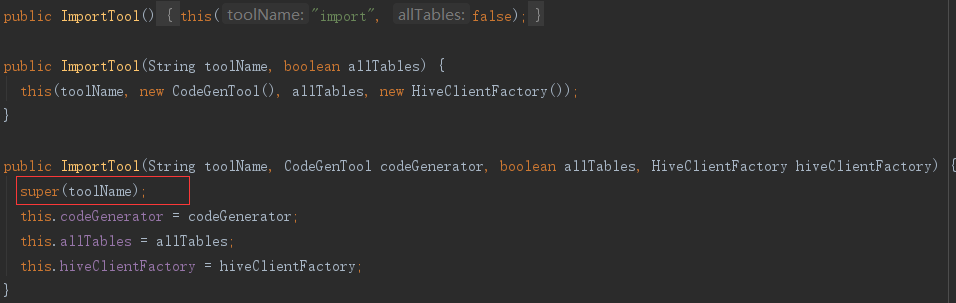 public ImportTool() { this( toolName: "import", allTables: false); }
public ImportTool(String toolName, boolean allTables) {
this(toolName, new CodeGenTool(), allTables, new HiveClientFactory());
}
public ImportTool(String toolName, CodeGenTool codeGenerator, boolean allTables, HiveClientFactory hiveClientFactory) {
super(toolName);
this.codeGenerator = codeGenerator;
this.allTables = allTables;
this.hiveClientFactory = hiveClientFactory;
}